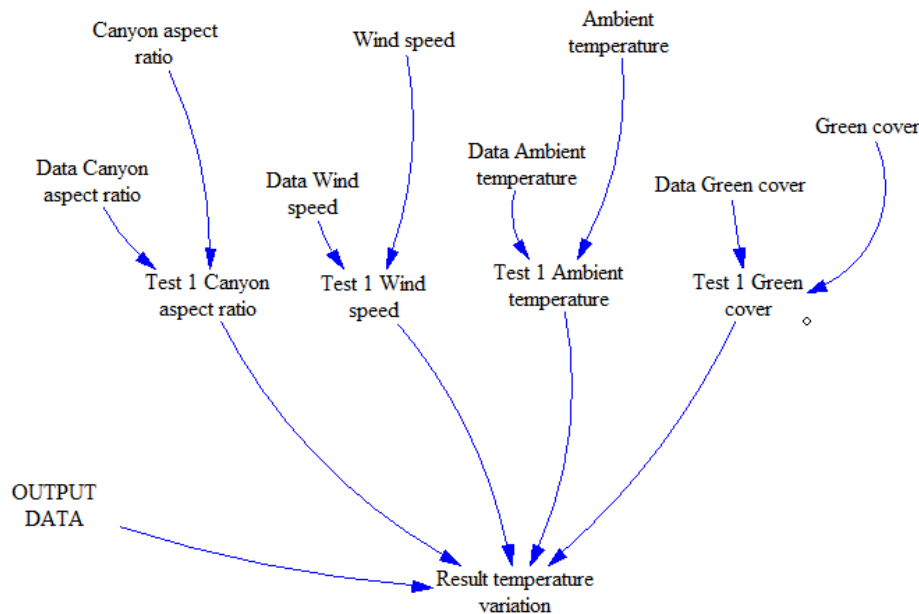 Canyon aspect
ratio
Wind speed
Ambient
temperature
Green cover
Data Canyon
aspect ratio
Data Wind
speed
Data Ambient
temperature
Data Green cover
Test 1 Canyon
aspect ratio
Test 1 Wind
speed
Test 1 Ambient
temperature
Test 1 Green
cover
OUTPUT
DATA
Result temperature
variation